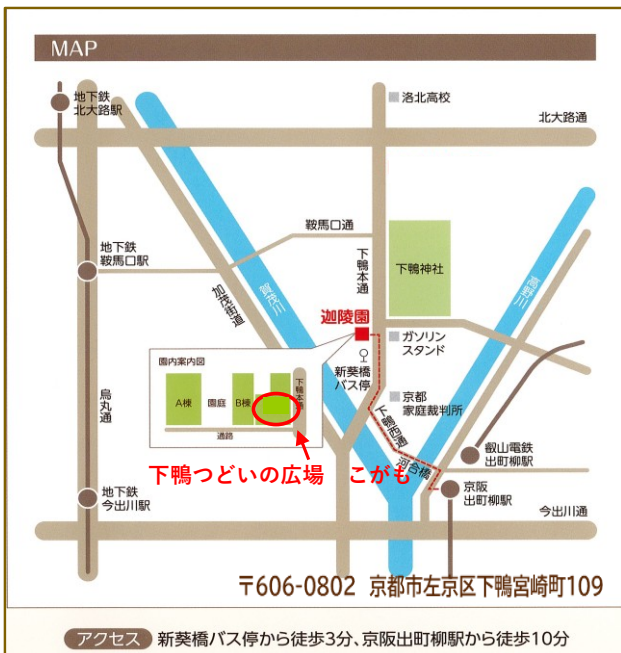 MAP
地下鉄
北大路駅
洛北高校
北大路通
鞍馬口通
地下鉄
鞍馬口駅
下鴨本通
下鴨神社
加茂街道
賀茂川
高野川
迦陵園
ガソリン
スタンド
新葵橋
バス停
園内案内図
A棟
園庭
B棟
下鴨本通
通路
烏丸通
京都
家庭裁判所
下鴨西通
河合橋
叡山電鉄
出町柳駅
下鴨つどいの広場 こがも
地下鉄
今出川駅
京阪
出町柳駅
今出川通
〒606-0802 京都市左京区下鴨宮崎町109
アクセス 新葵橋バス停から徒歩3分、京阪出町柳駅から徒歩10分